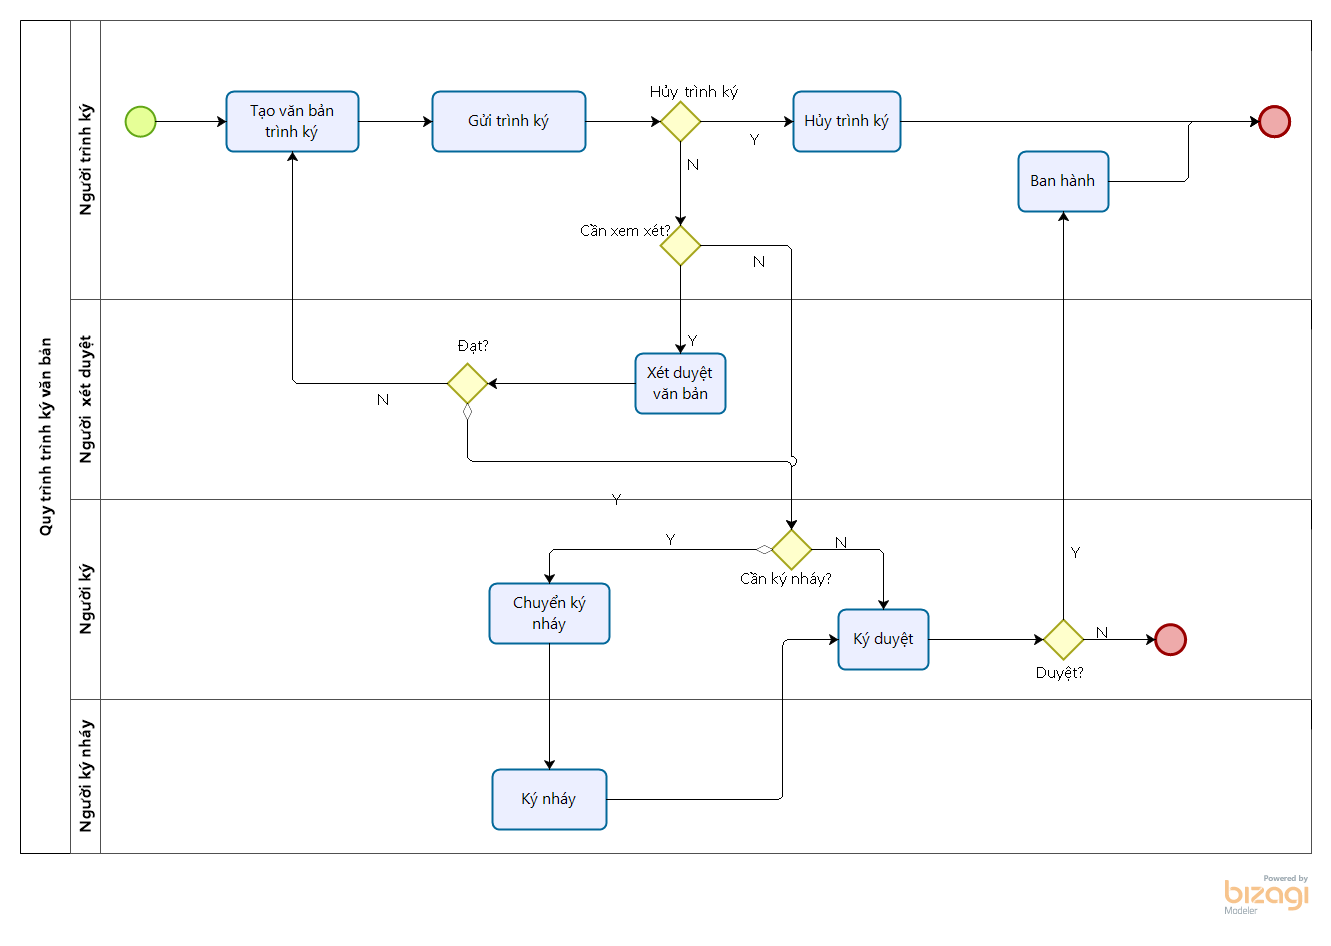 Quy trình trình ký văn bản
Người trình ký
Tạo văn bản
trình ký
Gửi trình ký
Hủy trình ký
Y
Hủy trình ký
N
Ban hành
Cần xem xét?
N
Người  xét duyệt
Y
Đạt?
Xét duyệt
văn bản
N
Y
Người ký
Y
N
Cần ký nháy?
Chuyển ký
nháy
Ký duyệt
Y
N
Duyệt?
Người ký nháy
Ký nháy
Powered by
bizagi
Modeler